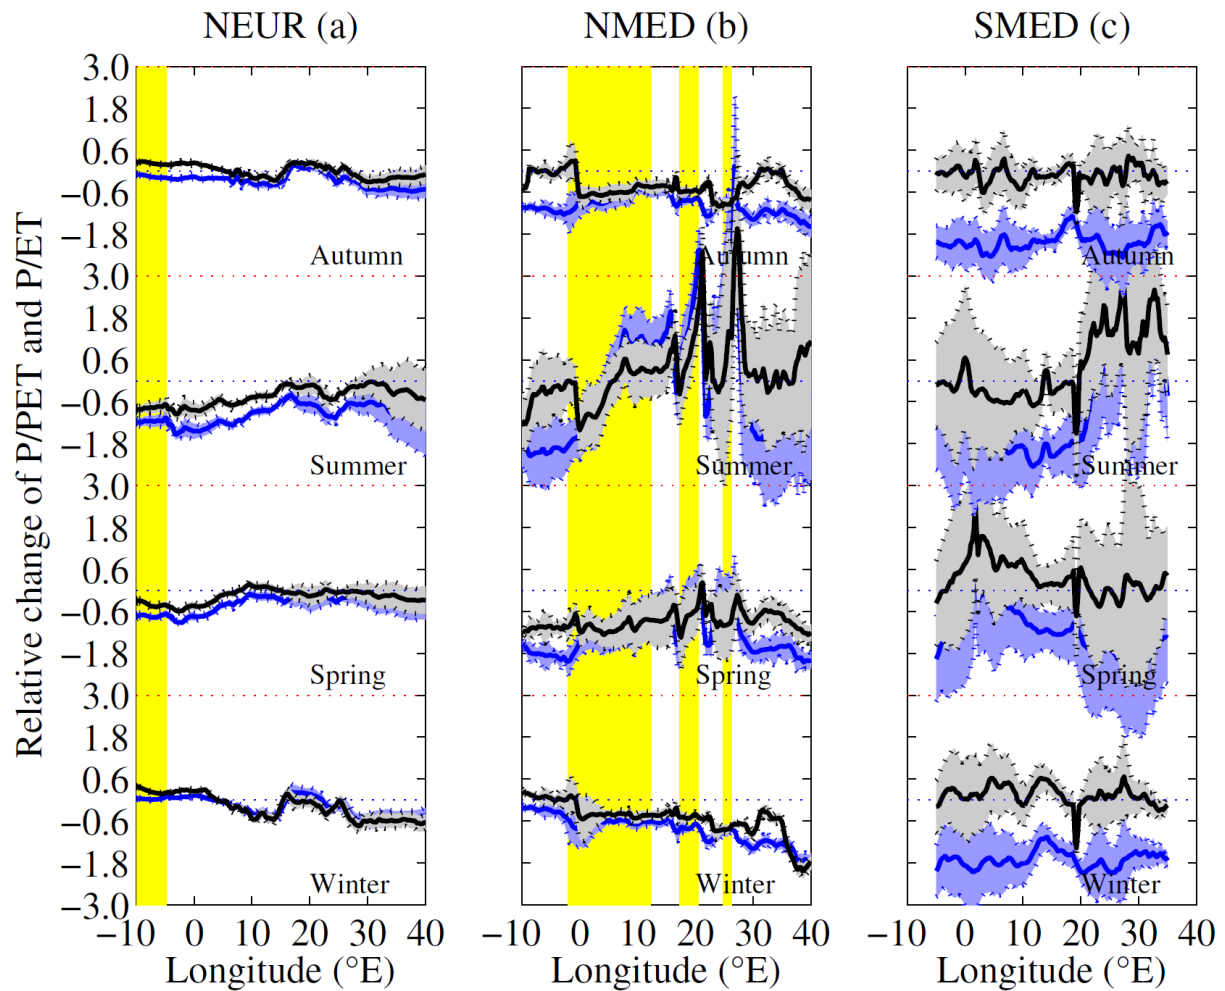 NEUR (a)
NMED (b)
SMED (c)
Relative change of P/PET and P/ET
3.0
1.8
0.6
−0.6
−1.8
3.0
1.8
0.6
−0.6
−1.8
3.0
1.8
0.6
−0.6
−1.8
3.0
1.8
0.6
−0.6
−1.8
−3.0
Autumn
Autumn
Autumn
Summer
Summer
Summer
Spring
Spring
Spring
Winter
Winter
Winter
−10 0 10 20 30 40
−10 0 10 20 30 40
−10 0 10 20 30 40
Longitude (°E)
Longitude (°E)
Longitude (°E)